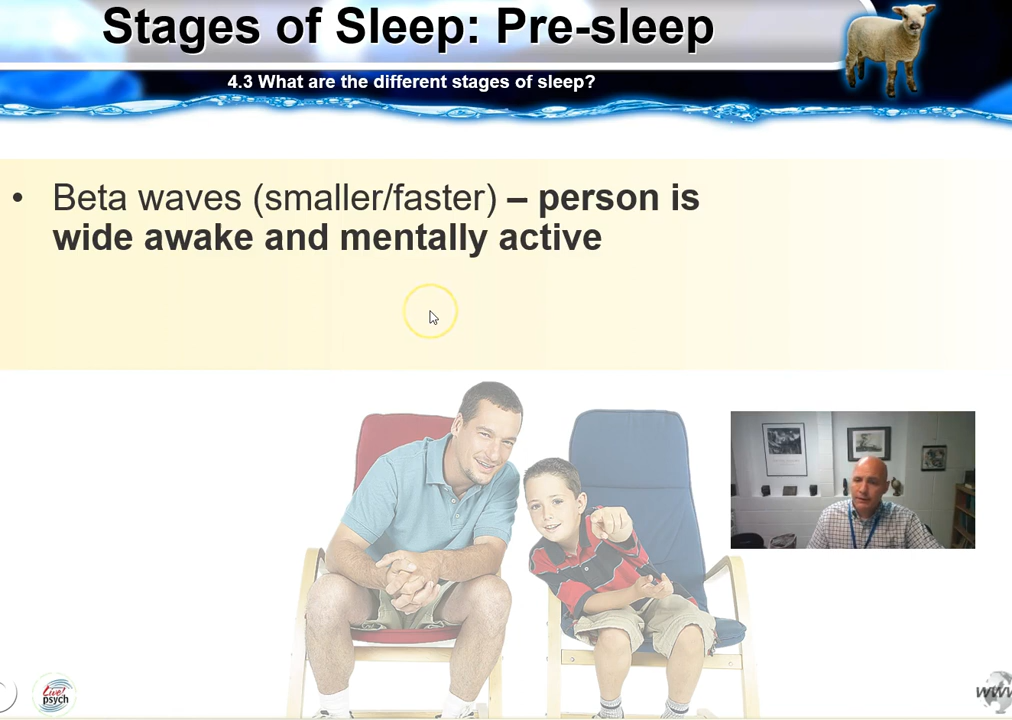 Stages of Sleep: Pre-sleep
4.3 What are the different stages of sleep?
• Beta waves (smaller/faster) – person is
wide awake and mentally active
Live!
psych
www